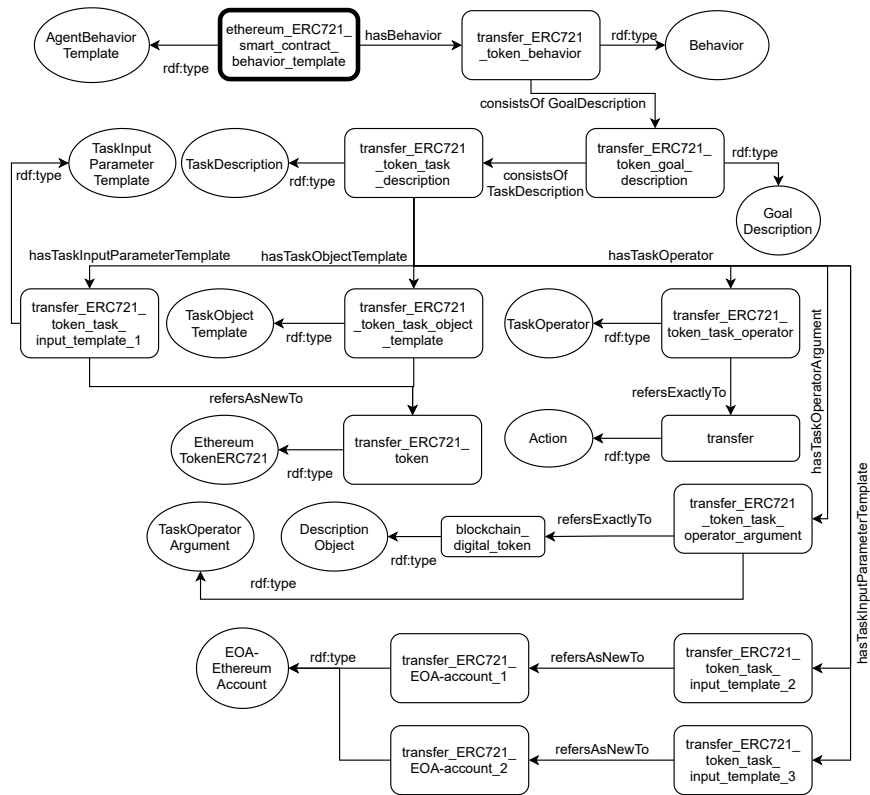 AgentBehavior
Template
rdf:type
ethereum_ERC721_
smart_contract_
behavior_template
hasBehavior
transfer_ERC721
_token_behavior
rdf:type
Behavior
consistsOf GoalDescription
TaskInput
Parameter
Template
rdf:type
TaskDescription
rdf:type
transfer_ERC721
_token_task
_description
consistsOf
TaskDescription
transfer_ERC721_
token_goal_
description
rdf:type
Goal
Description
hasTaskInputParameterTemplate
hasTaskObjectTemplate
hasTaskOperator
transfer_ERC721_
token_task_
input_template_1
TaskObject
Template
rdf:type
transfer_ERC721
_token_task_object
_template
TaskOperator
rdf:type
transfer_ERC721_
token_task_operator
hasTaskOperatorArgument
refersAsNewTo
refersExactlyTo
Ethereum
TokenERC721
rdf:type
transfer_ERC721_
token
Action
rdf:type
transfer
TaskOperator
Argument
Description
Object
rdf:type
blockchain_
digital_token
refersExactlyTo
transfer_ERC721
_token_task_
operator_argument
rdf:type
hasTaskInputParameterTemplate
EOA-
Ethereum
Account
rdf:type
transfer_ERC721_
EOA-account_1
refersAsNewTo
transfer_ERC721_
token_task_
input_template_2
transfer_ERC721_
EOA-account_2
refersAsNewTo
transfer_ERC721_
token_task_
input_template_3